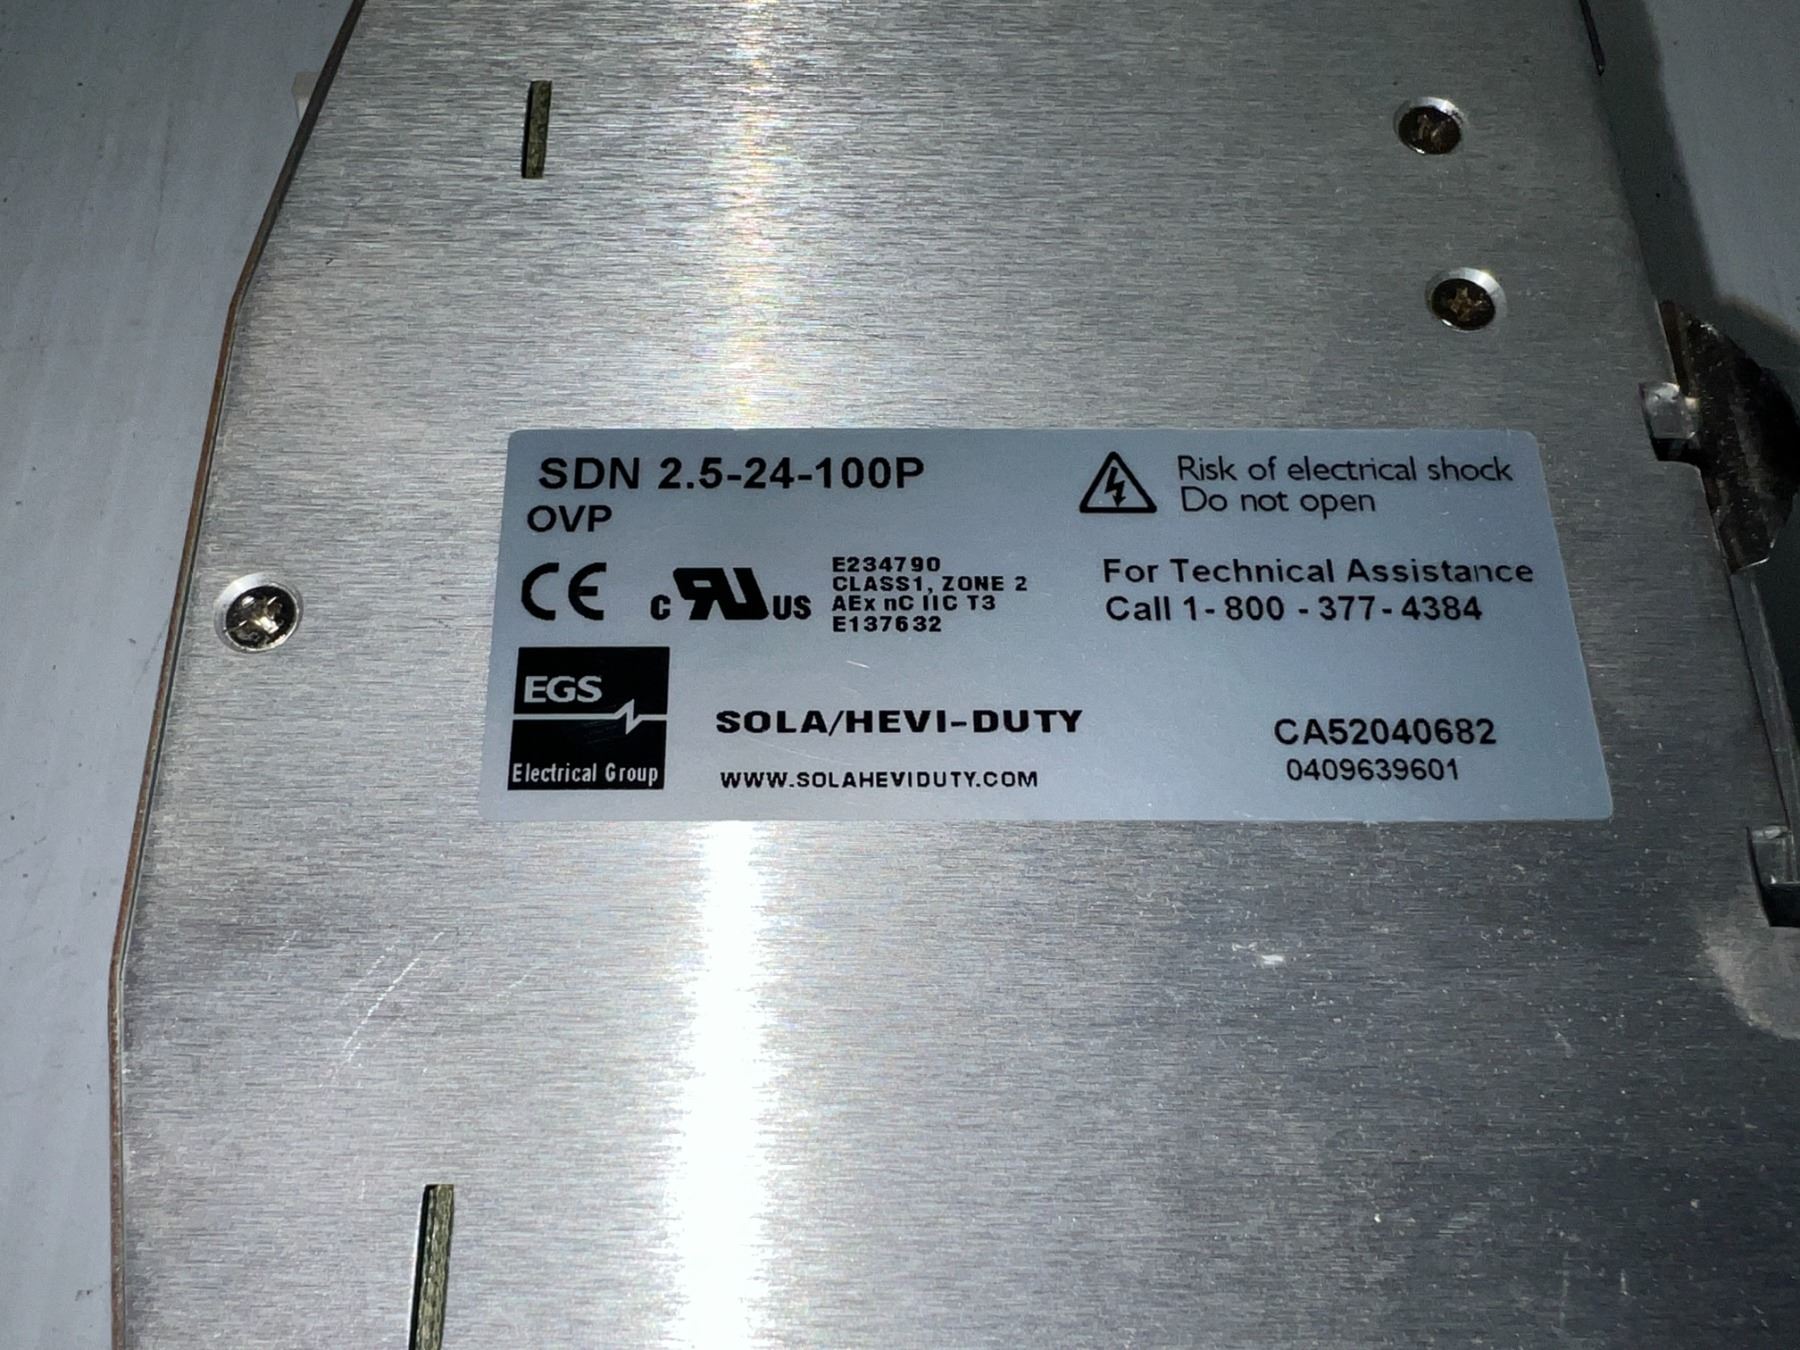 SDN 2.5-24-100P
OVP
Risk of electrical shock
Do not open
CE
C RU US
E234790
CLASS1, ZONE 2
AEx nC IIC T3
E137632
For Technical Assistance
Call 1-800-377-4384
EGS
Electrical Group
SOLA/HEVI-DUTY
WWW.SOLAHEVIDUTY.COM
CA52040682
0409639601